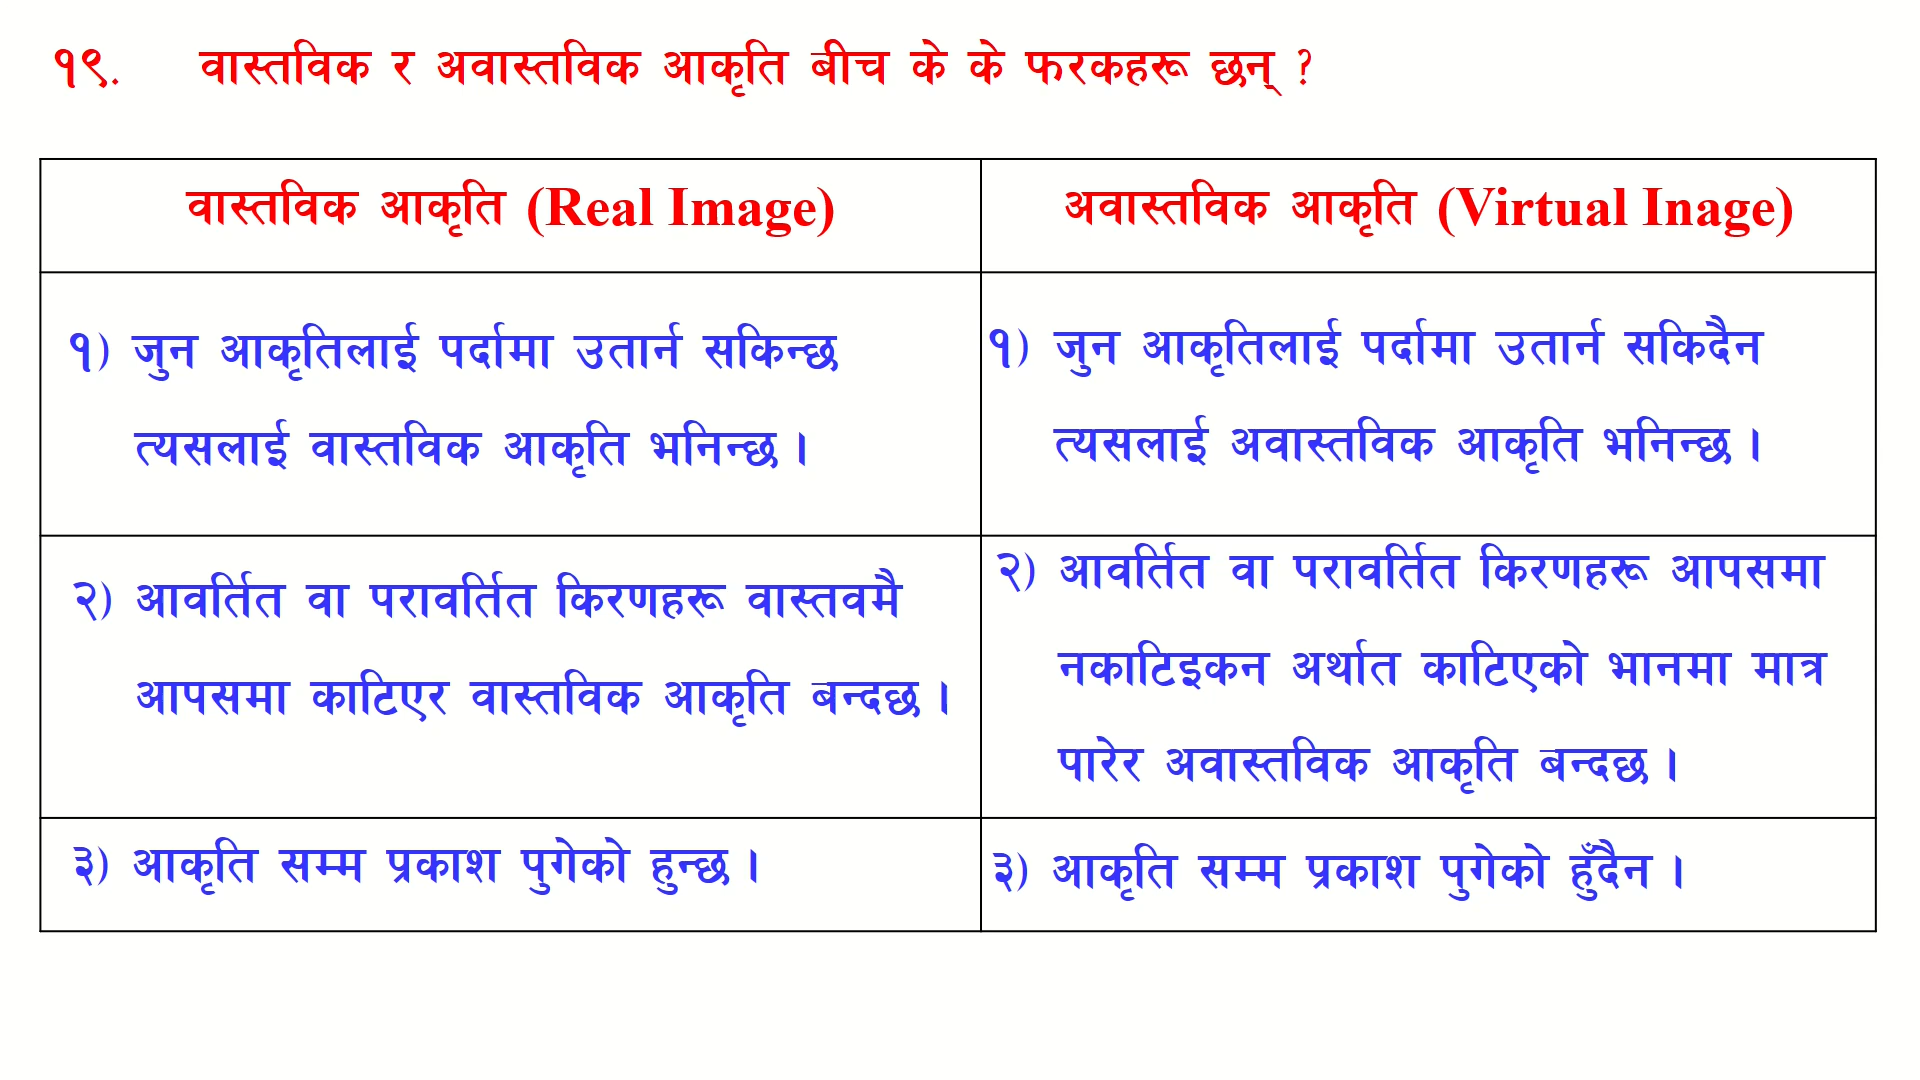 १९. वास्तविक र अवास्तविक आकृति बीच के के फरकहरू छन् ?
वास्तविक आकृति (Real Image)
अवास्तविक आकृति (Virtual Inage)
१) जुन आकृतिलाई पर्दामा उतार्न सकिन्छ
त्यसलाई वास्तविक आकृति भनिन्छ ।
१) जुन आकृतिलाई पर्दामा उतार्न सकिदैन
त्यसलाई अवास्तविक आकृति भनिन्छ ।
२) आवर्तित वा परावर्तित किरणहरू वास्तवमै
आपसमा काटिएर वास्तविक आकृति बन्दछ ।
२) आवर्तित वा परावर्तित किरणहरू आपसमा
नकाटिइकन अर्थात काटिएको भानमा मात्र
पारेर अवास्तविक आकृति बन्दछ ।
३) आकृति सम्म प्रकाश पुगेको हुन्छ ।
३) आकृति सम्म प्रकाश पुगेको हुँदैन ।